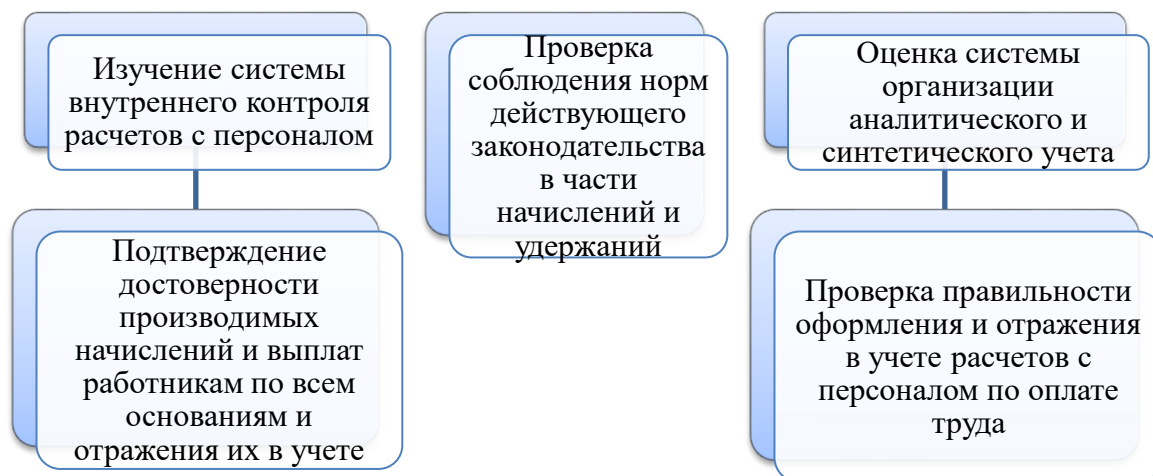 Изучение системы
внутреннего контроля
расчетов с персоналом
Подтверждение
достоверности
производимых
начислений и выплат
работникам по всем
основаниям и
отражения их в учете
Проверка
соблюдения норм
действующего
законодательства
в части
начислений и
удержаний
Оценка системы
организации
аналитического и
синтетического учета
Проверка правильности
оформления и отражения
в учете расчетов с
персоналом по оплате
труда